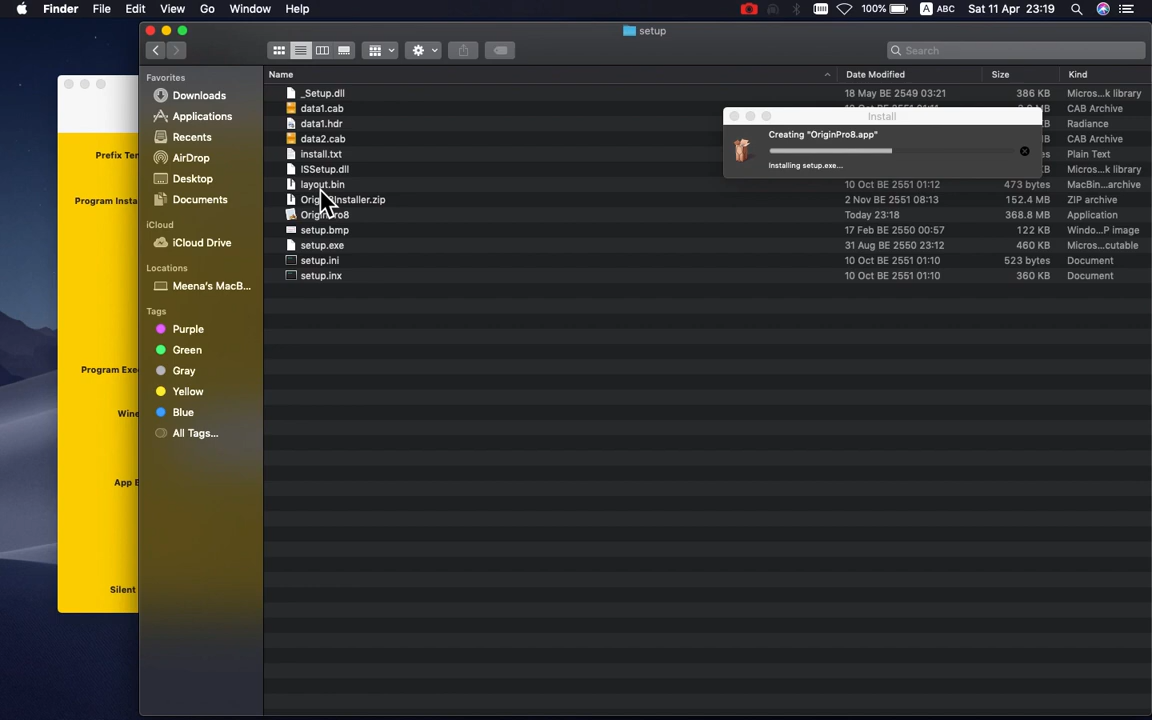 Finder File Edit View Go Window Help 100% A ABC Sat 11 Apr 23:19
setup
Search
Favorites
Downloads
Applications
Recents
AirDrop
Desktop
Documents
iCloud
iCloud Drive
Locations
Meena's MacB...
Tags
Purple
Green
Gray
Yellow
Blue
All Tags...
Name Date Modified Size Kind
_Setup.dll 18 May BE 2549 03:21 386 KB Micros...k library
data1.cab CAB Archive
data1.hdr Radiance
data2.cab CAB Archive
install.txt Plain Text
ISSetup.dll Micros...k library
layout.bin 10 Oct BE 2551 01:12 473 bytes MacBin...archive
2 Nov BE 2551 08:13 152.4 MB ZIP archive
OriginPro8 Today 23:18 368.8 MB Application
setup.bmp 17 Feb BE 2550 00:57 122 KB Windo...P image
setup.exe 31 Aug BE 2550 23:12 460 KB Micros...cutable
setup.ini 10 Oct BE 2551 01:10 523 bytes Document
setup.inx 10 Oct BE 2551 01:10 360 KB Document
Install
Creating "OriginPro8.app"
Installing setup.exe...
Prefix Tem
Program Insta
Program Exe
Wine
App B
Silent